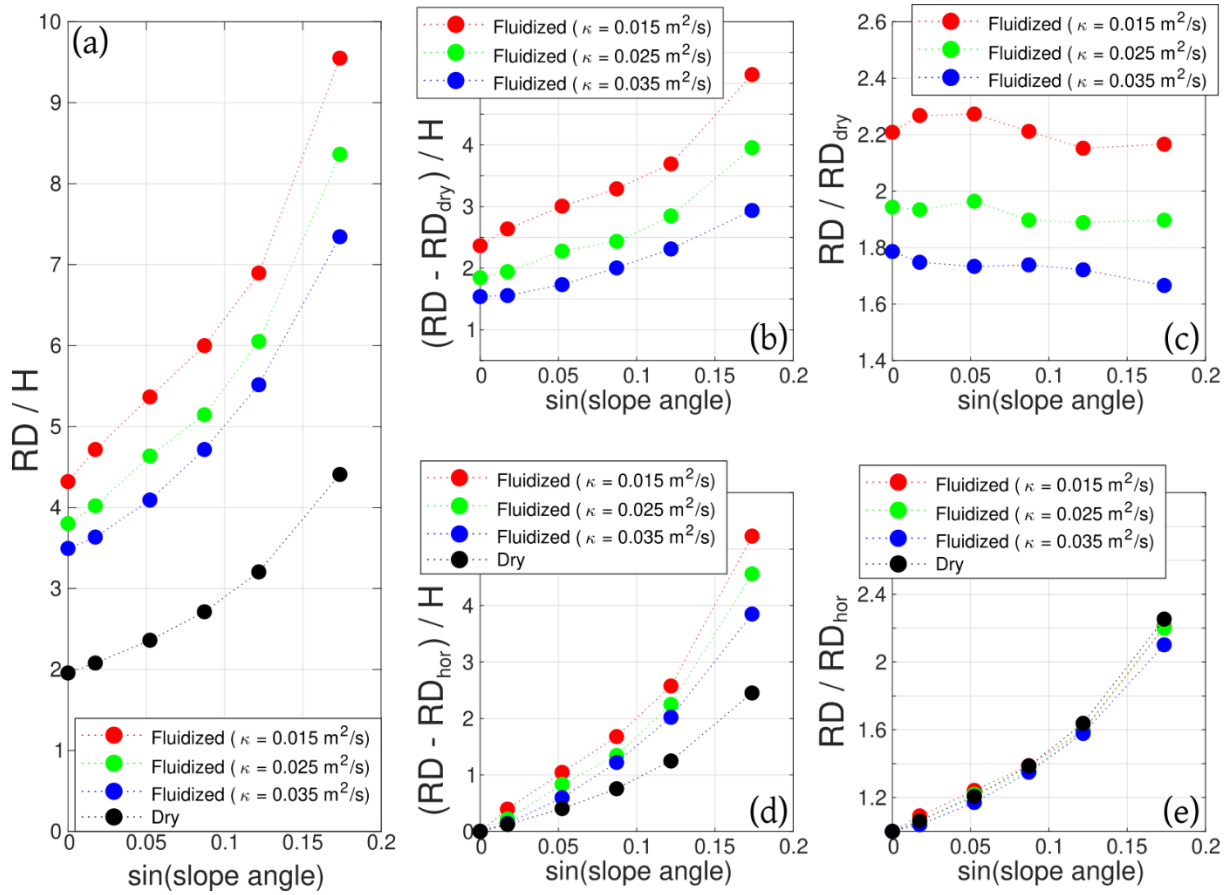 (a)
10
9
8
7
6
5
4
3
2
1
0
RD / H
0
0.05
0.1
0.15
0.2
sin(slope angle)
Fluidized ( κ = 0.015 m²/s)
Fluidized ( κ = 0.025 m²/s)
Fluidized ( κ = 0.035 m²/s)
Dry
Fluidized ( κ = 0.015 m²/s)
Fluidized ( κ = 0.025 m²/s)
Fluidized ( κ = 0.035 m²/s)
4
3
2
1
(RD - RD_dry) / H
(b)
0
0.05
0.1
0.15
0.2
sin(slope angle)
Fluidized ( κ = 0.015 m²/s)
Fluidized ( κ = 0.025 m²/s)
Fluidized ( κ = 0.035 m²/s)
2.6
2.4
2.2
2
1.8
1.6
1.4
RD / RD_dry
(c)
0
0.05
0.1
0.15
0.2
sin(slope angle)
Fluidized ( κ = 0.015 m²/s)
Fluidized ( κ = 0.025 m²/s)
Fluidized ( κ = 0.035 m²/s)
Dry
4
3
2
1
0
(RD - RD_hor) / H
(d)
0
0.05
0.1
0.15
0.2
sin(slope angle)
Fluidized ( κ = 0.015 m²/s)
Fluidized ( κ = 0.025 m²/s)
Fluidized ( κ = 0.035 m²/s)
Dry
2.2
1.8
1.4
1.2
RD / RD_hor
(e)
0
0.05
0.1
0.15
0.2
sin(slope angle)